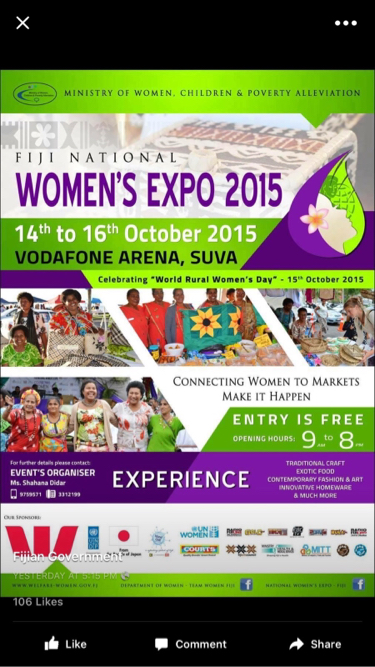 MINISTRY OF WOMEN, CHILDREN & POVERTY ALLEVIATION
FIJI NATIONAL
WOMEN'S EXPO 2015
14th to 16th October 2015
VODAFONE ARENA, SUVA
Celebrating "World Rural Women's Day" - 15th October 2015
CONNECTING WOMEN TO MARKETS
MAKE IT HAPPEN
ENTRY IS FREE
OPENING HOURS: 9AM to 8PM
For further details please contact:
EVENT'S ORGANISER
Ms. Shahana Didar
9739571 3312199
EXPERIENCE
TRADITIONAL CRAFT
EXOTIC FOOD
CONTEMPORARY FASHION & ART
INNOVATIVE HOMEWARE
& MUCH MORE
OUR SPONSORS:
UN
WOMEN
COURTS
MITT
Fijian Government
YESTERDAY AT 5:15 PM
DEPARTMENT OF WOMEN - TEAM WOMEN FIJI
NATIONAL WOMEN'S EXPO - FIJI
106 Likes
Like Comment Share